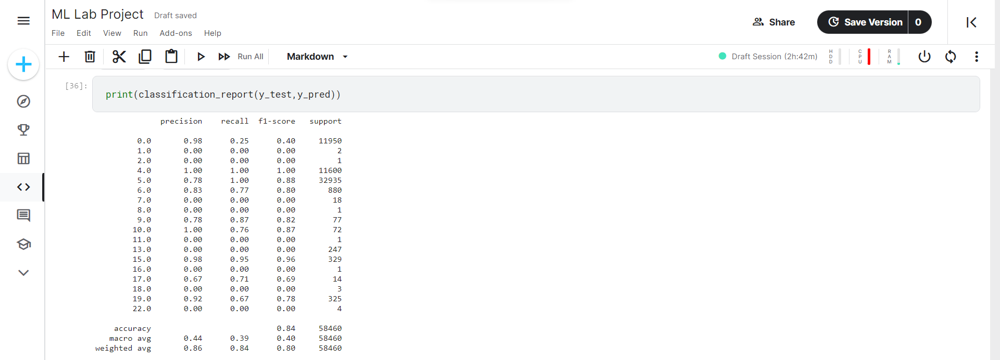 ML Lab Project Draft saved
File Edit View Run Add-ons Help
Share
Save Version 0
Run All
Markdown
Draft Session (2h:42m)
HDD
CPU
RAM
[36]:
print(classification_report(y_test,y_pred))
precision recall f1-score support
0.0 0.98 0.25 0.40 11950
1.0 0.00 0.00 0.00 2
2.0 0.00 0.00 0.00 1
4.0 1.00 1.00 1.00 11600
5.0 0.78 1.00 0.88 32935
6.0 0.83 0.77 0.80 880
7.0 0.00 0.00 0.00 18
8.0 0.00 0.00 0.00 1
9.0 0.78 0.87 0.82 77
10.0 1.00 0.76 0.87 72
11.0 0.00 0.00 0.00 1
13.0 0.00 0.00 0.00 247
15.0 0.98 0.95 0.96 329
16.0 0.00 0.00 0.00 1
17.0 0.67 0.71 0.69 14
18.0 0.00 0.00 0.00 3
19.0 0.92 0.67 0.78 325
22.0 0.00 0.00 0.00 4
accuracy 0.84 58460
macro avg 0.44 0.39 0.40 58460
weighted avg 0.86 0.84 0.80 58460